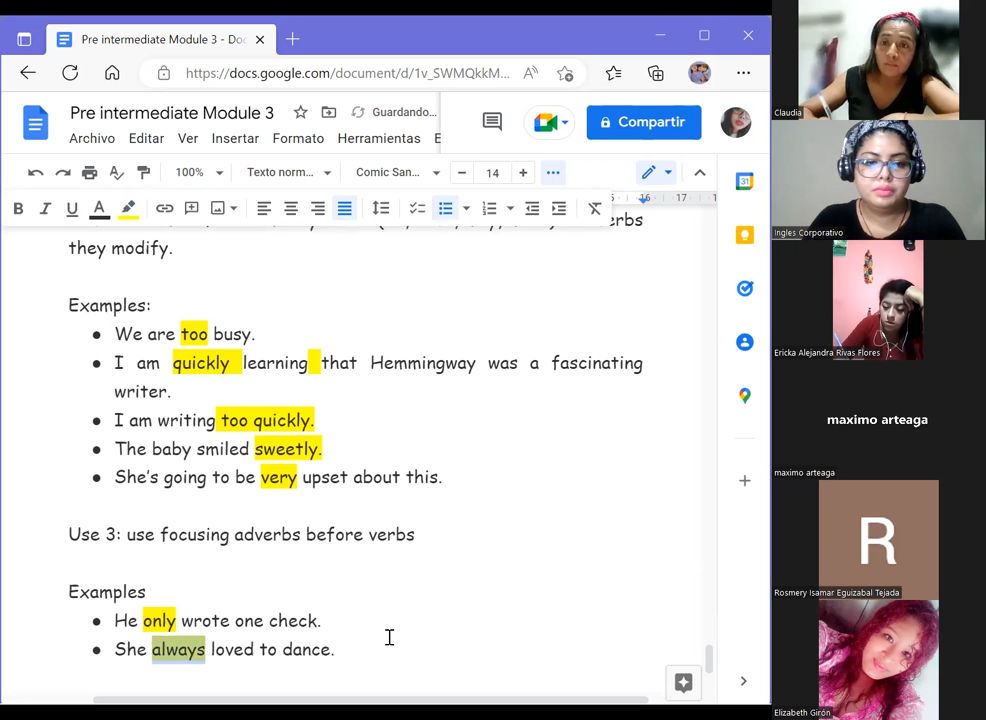 Pre intermediate Module 3 - Doc
https://docs.google.com/document/d/1v_SWMQkkM...
Pre intermediate Module 3
Guardando...
Archivo Editar Ver Insertar Formato Herramientas E
Compartir
100% Texto norm... Comic San... 14
16 17
they modify.
Examples:
We are too busy.
I am quickly learning that Hemmingway was a fascinating
writer.
I am writing too quickly.
The baby smiled sweetly.
She's going to be very upset about this.
Use 3: use focusing adverbs before verbs
Examples
He only wrote one check.
She always loved to dance.
Claudia
Ingles Corporativo
Ericka Alejandra Rivas Flores
maximo arteaga
maximo arteaga
R
Rosmery Isamar Eguizabal Tejada
Elizabeth Girón